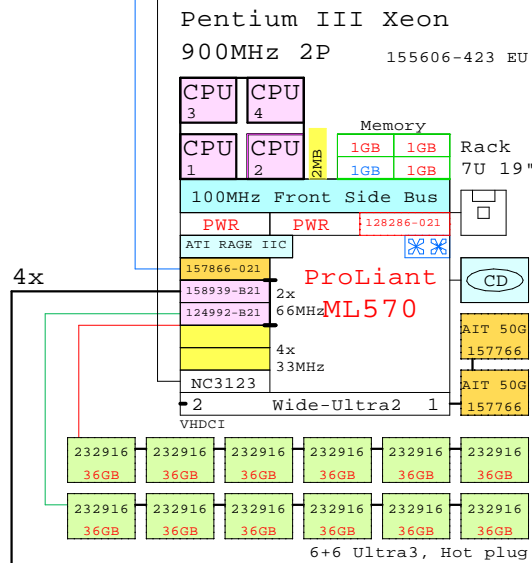 Pentium III Xeon
900MHz 2P 155606-423 EU
CPU CPU
3 4
Memory
CPU CPU 2MB 1GB 1GB Rack
1 2 1GB 1GB 7U 19"
100MHz Front Side Bus
PWR PWR 128286-021
ATI RAGE IIC
157866-021 ProLiant CD
4x 158939-B21 2x ML570
124992-B21 66MHz
AIT 50G
4x 157766
33MHz
NC3123 AIT 50G
2 Wide-Ultra2 1 157766
VHDCI
232916 232916 232916 232916 232916 232916
36GB 36GB 36GB 36GB 36GB 36GB
232916 232916 232916 232916 232916 232916
36GB 36GB 36GB 36GB 36GB 36GB
6+6 Ultra3, Hot plug